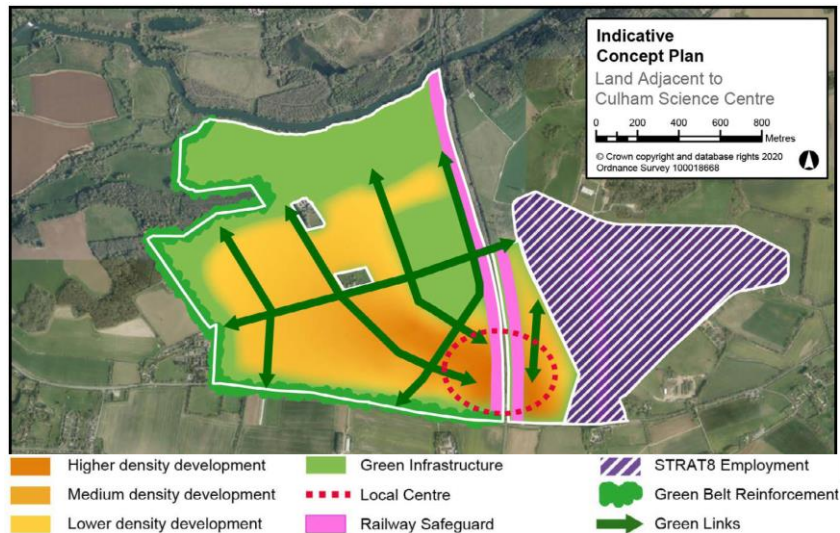 Indicative
Concept Plan
Land Adjacent to
Culham Science Centre
0 200 400 600 800
Metres
© Crown copyright and database rights 2020
Ordnance Survey 100018668
Higher density development
Medium density development
Lower density development
Green Infrastructure
Local Centre
Railway Safeguard
STRAT8 Employment
Green Belt Reinforcement
Green Links